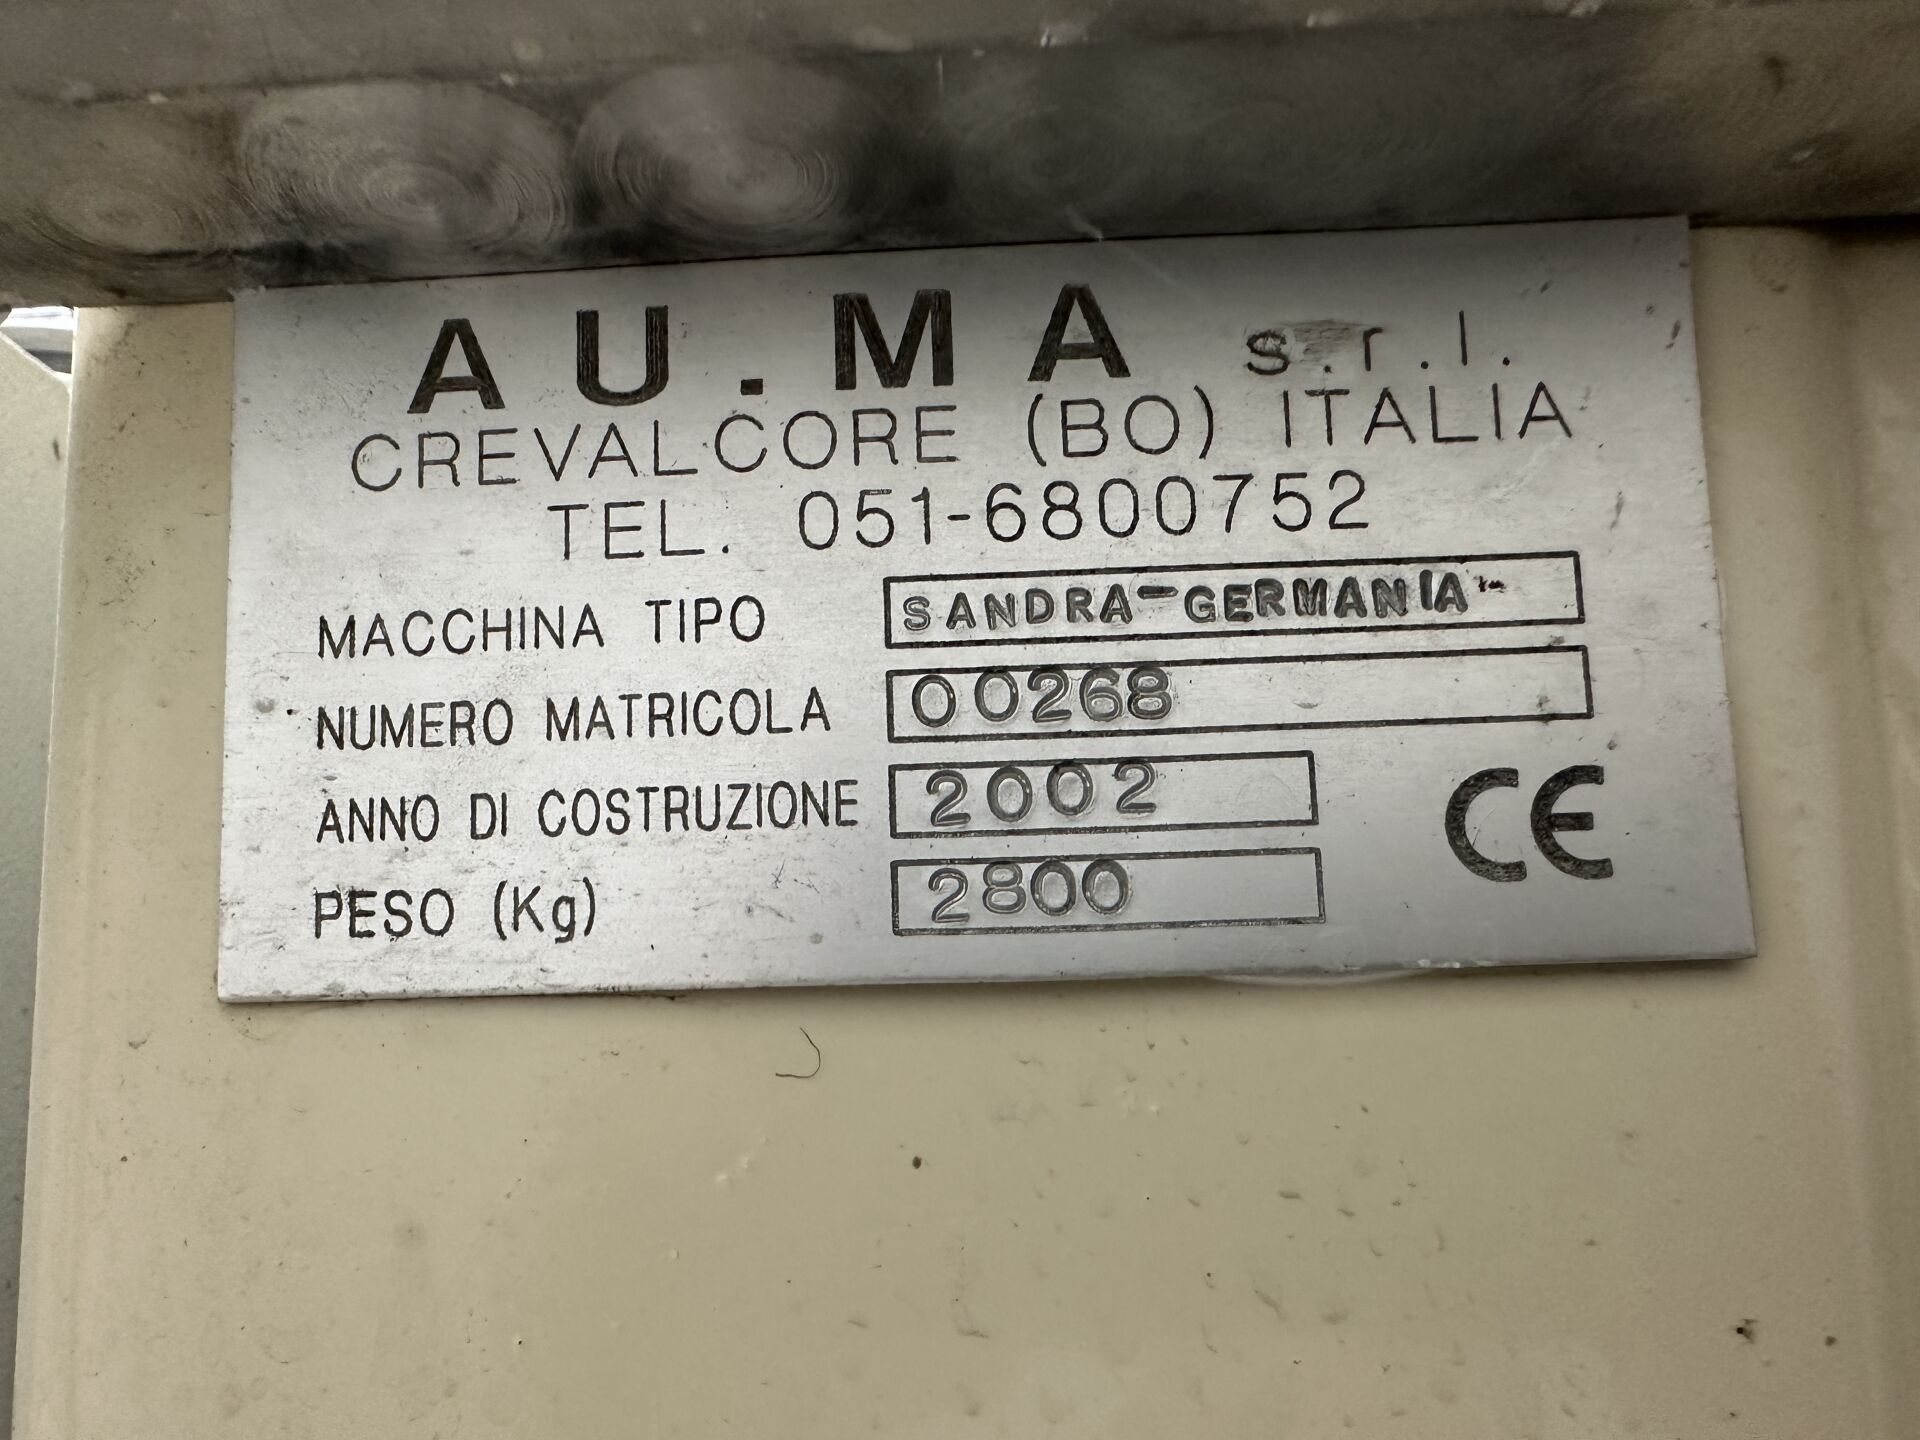 AU.MA s.r.l.
CREVALCORE (BO) ITALIA
TEL. 051-6800752
MACCHINA TIPO SANDRA-GERMANIA
NUMERO MATRICOLA 00268
ANNO DI COSTRUZIONE 2002
PESO (Kg) 2800
CE